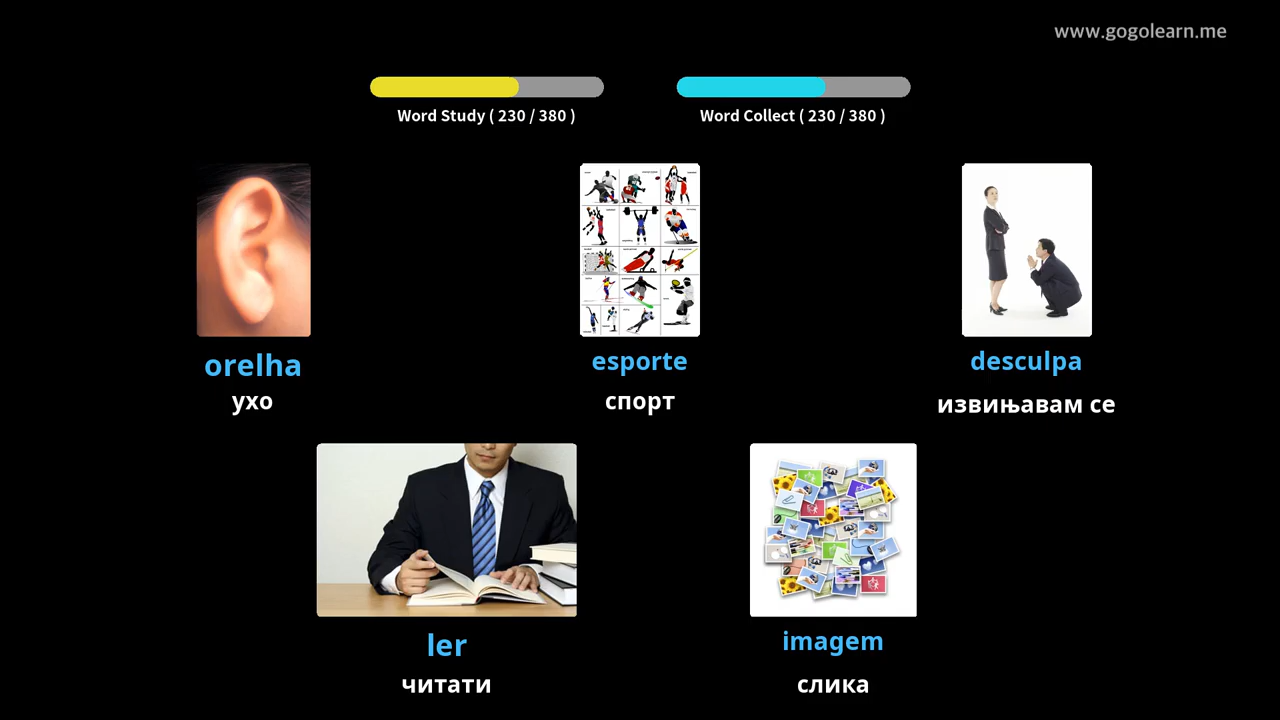 www.gogolearn.me
Word Study ( 230 / 380 )
Word Collect ( 230 / 380 )
orelha
ухо
esporte
спорт
desculpa
извињавам се
ler
читати
imagem
слика